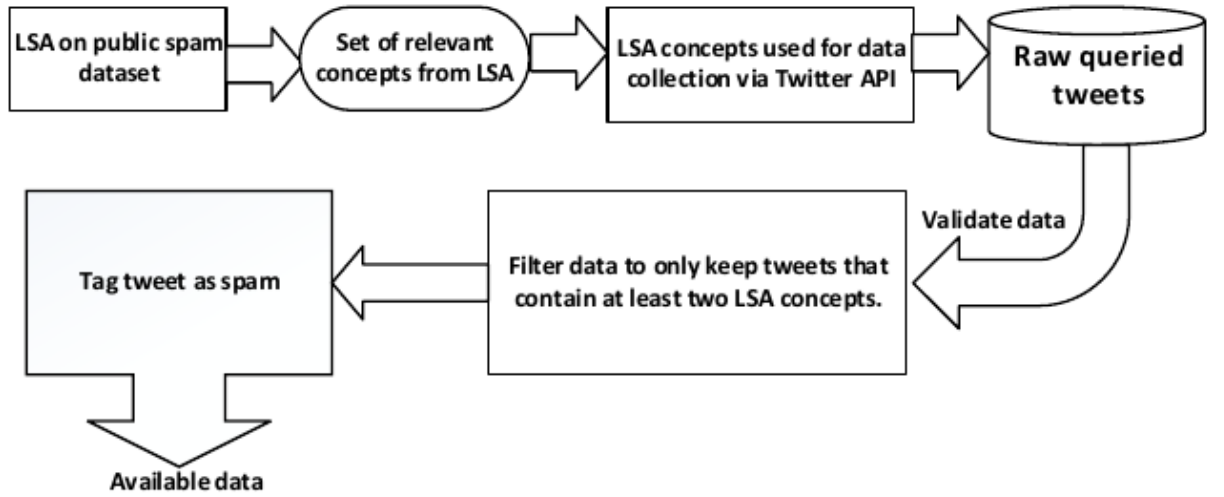 LSA on public spam
dataset
Set of relevant
concepts from LSA
LSA concepts used for data
collection via Twitter API
Raw queried
tweets
Validate data
Filter data to only keep tweets that
contain at least two LSA concepts.
Tag tweet as spam
Available data